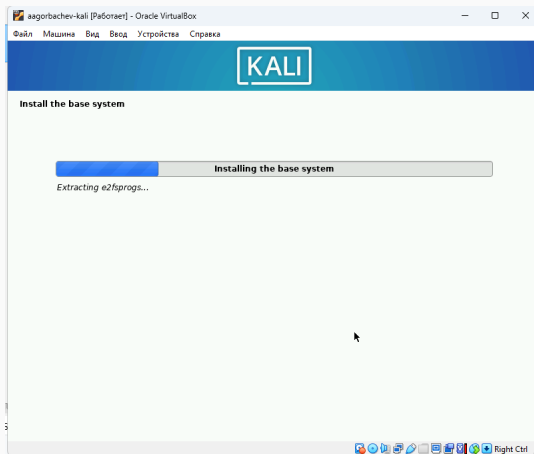 aagorbachev-kali [Работает] - Oracle VirtualBox
Файл Машина Вид Ввод Устройства Справка
KALI
Install the base system
Installing the base system
Extracting e2fsprogs...
Right Ctrl